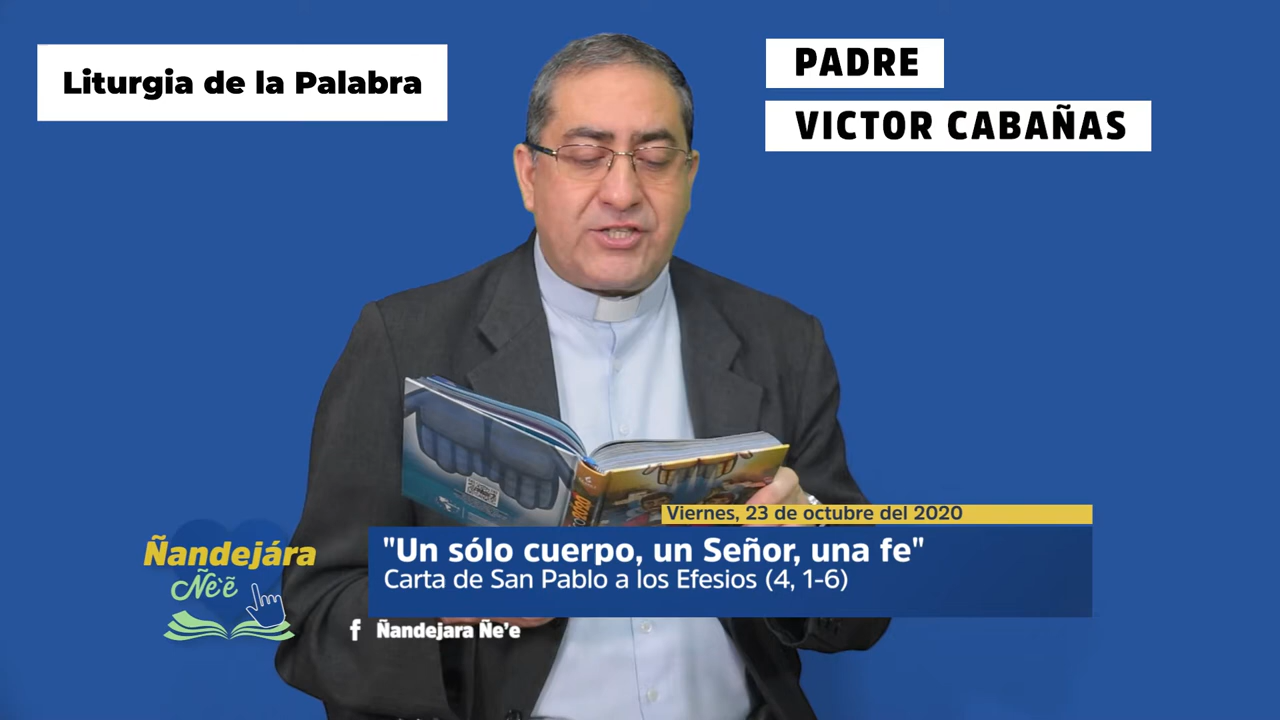 Liturgia de la Palabra
PADRE
VICTOR CABAÑAS
Viernes, 23 de octubre del 2020
"Un sólo cuerpo, un Señor, una fe"
Carta de San Pablo a los Efesios (4, 1-6)
Ñandejára
Ñe'ẽ
f Ñandejara Ñe'e